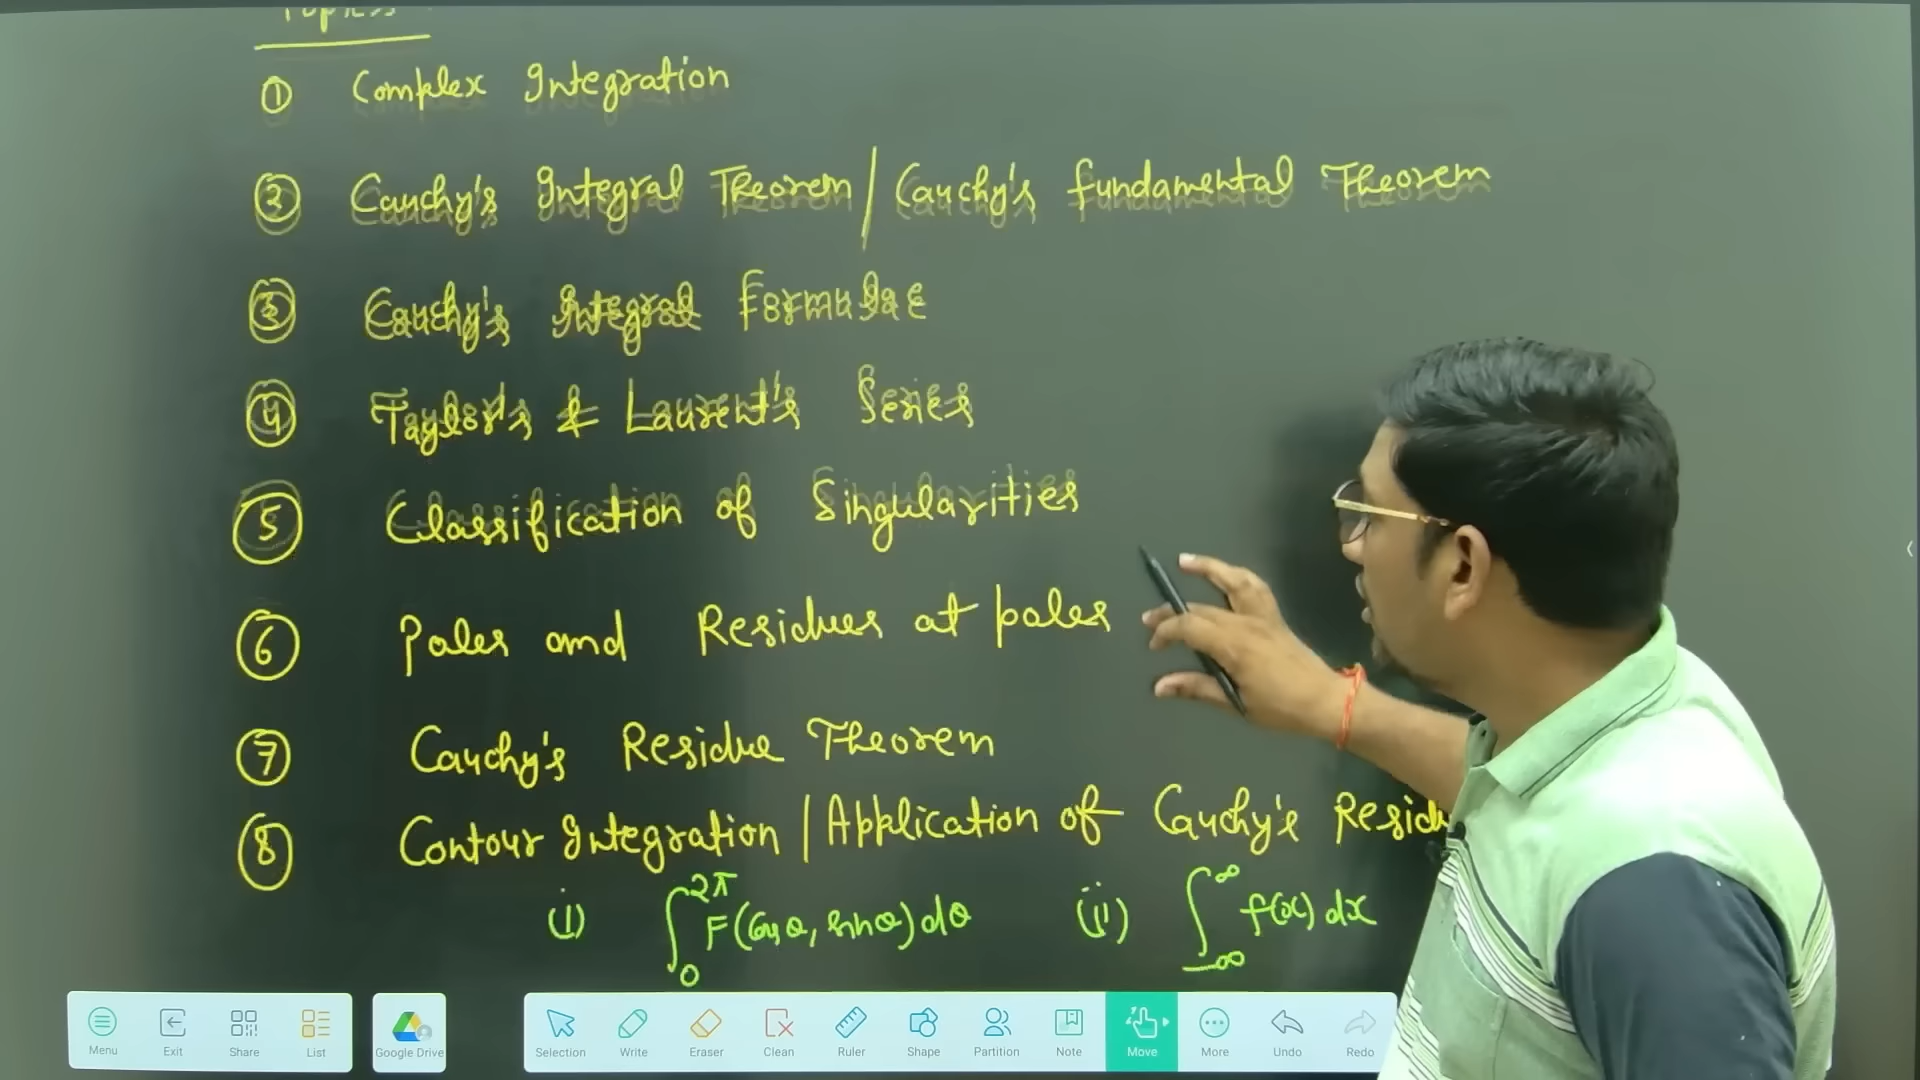 Topics
① Complex Integration
② Cauchy's Integral Theorem / Cauchy's fundamental Theorem
③ Cauchy's Integral Formulae
④ Taylor's & Laurent's Series
⑤ Classification of Singularities
⑥ Poles and Residues at poles
⑦ Cauchy's Residue Theorem
⑧ Contour Integration / Application of Cauchy's Resid
(i) ∫₀^2π F(cosθ, sinθ) dθ (ii) ∫₋∞^∞ f(x) dx
Menu Exit Share List Google Drive Selection Write Eraser Clean Ruler Shape Partition Note Move More Undo Redo